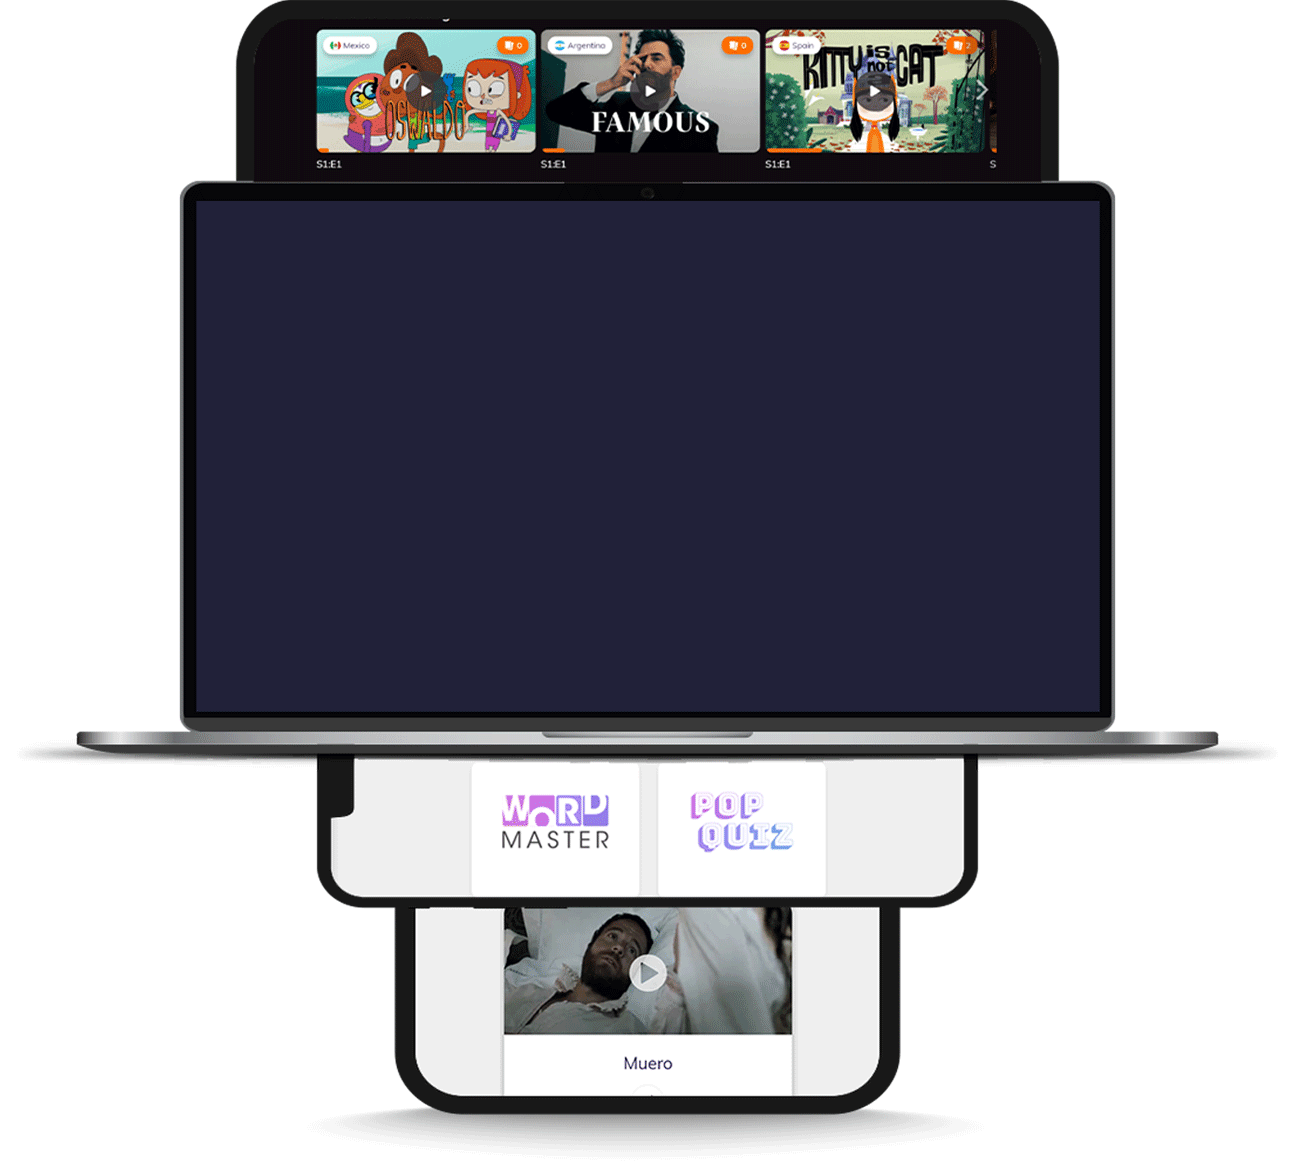 Mexico
0
Argentina
0
Spain
2
OSWALDO
FAMOUS
KITTY is not a CAT
S1:E1
S1:E1
S1:E1
S
WORD
MASTER
POP
QUIZ
Muero